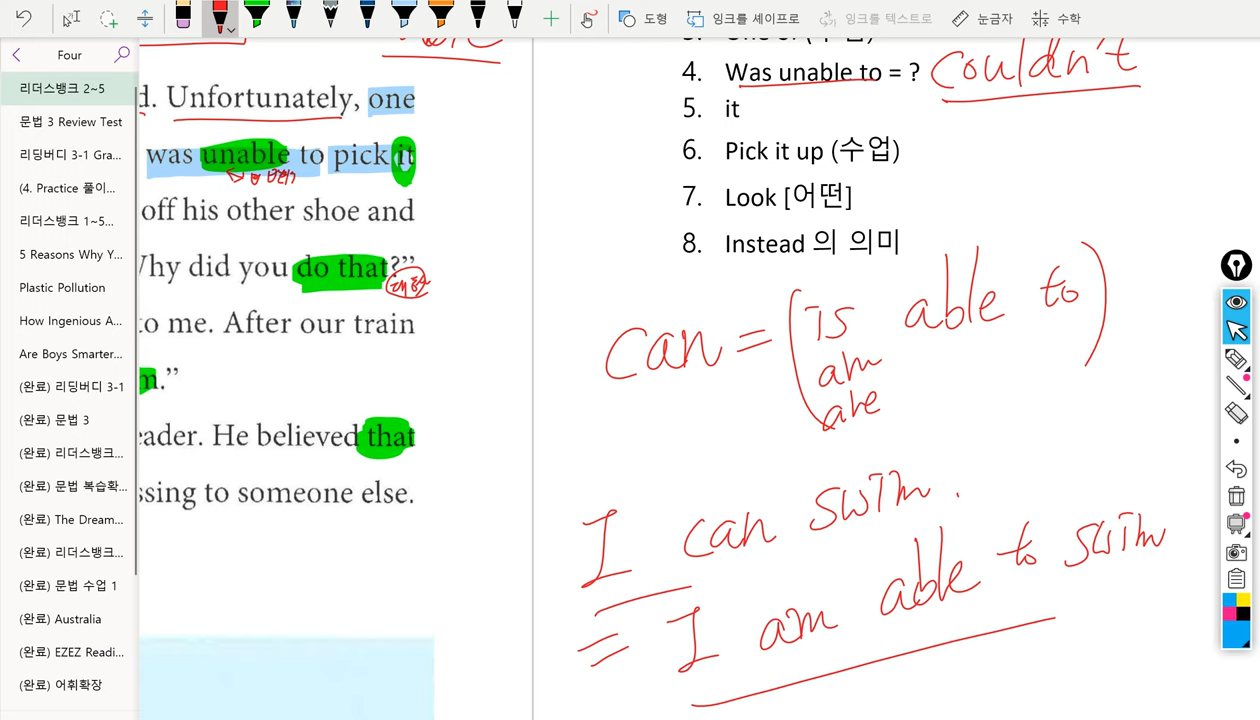 도형
잉크를 셰이프로
잉크를 텍스트로
눈금자
수학
Four
리더스뱅크 2~5
문법 3 Review Test
리딩버디 3-1 Gra...
(4. Practice 풀이...
리더스뱅크 1~5...
5 Reasons Why Y...
Plastic Pollution
How Ingenious A...
Are Boys Smarter...
(완료) 리딩버디 3-1
(완료) 문법 3
(완료) 리더스뱅크...
(완료) 문법 복습확...
(완료) The Dream...
(완료) 리더스뱅크...
(완료) 문법 수업 1
(완료) Australia
(완료) EZEZ Readi...
(완료) 어휘확장
d. Unfortunately, one
was unable to pick it
off his other shoe and
Why did you do that?”
to me. After our train
m.”
eader. He believed that
ssing to someone else.
4. Was unable to = ? couldn't
5. it
6. Pick it up (수업)
7. Look [어떤]
8. Instead 의 의미
can = (is able to)
am
are
I can swim.
= I am able to swim